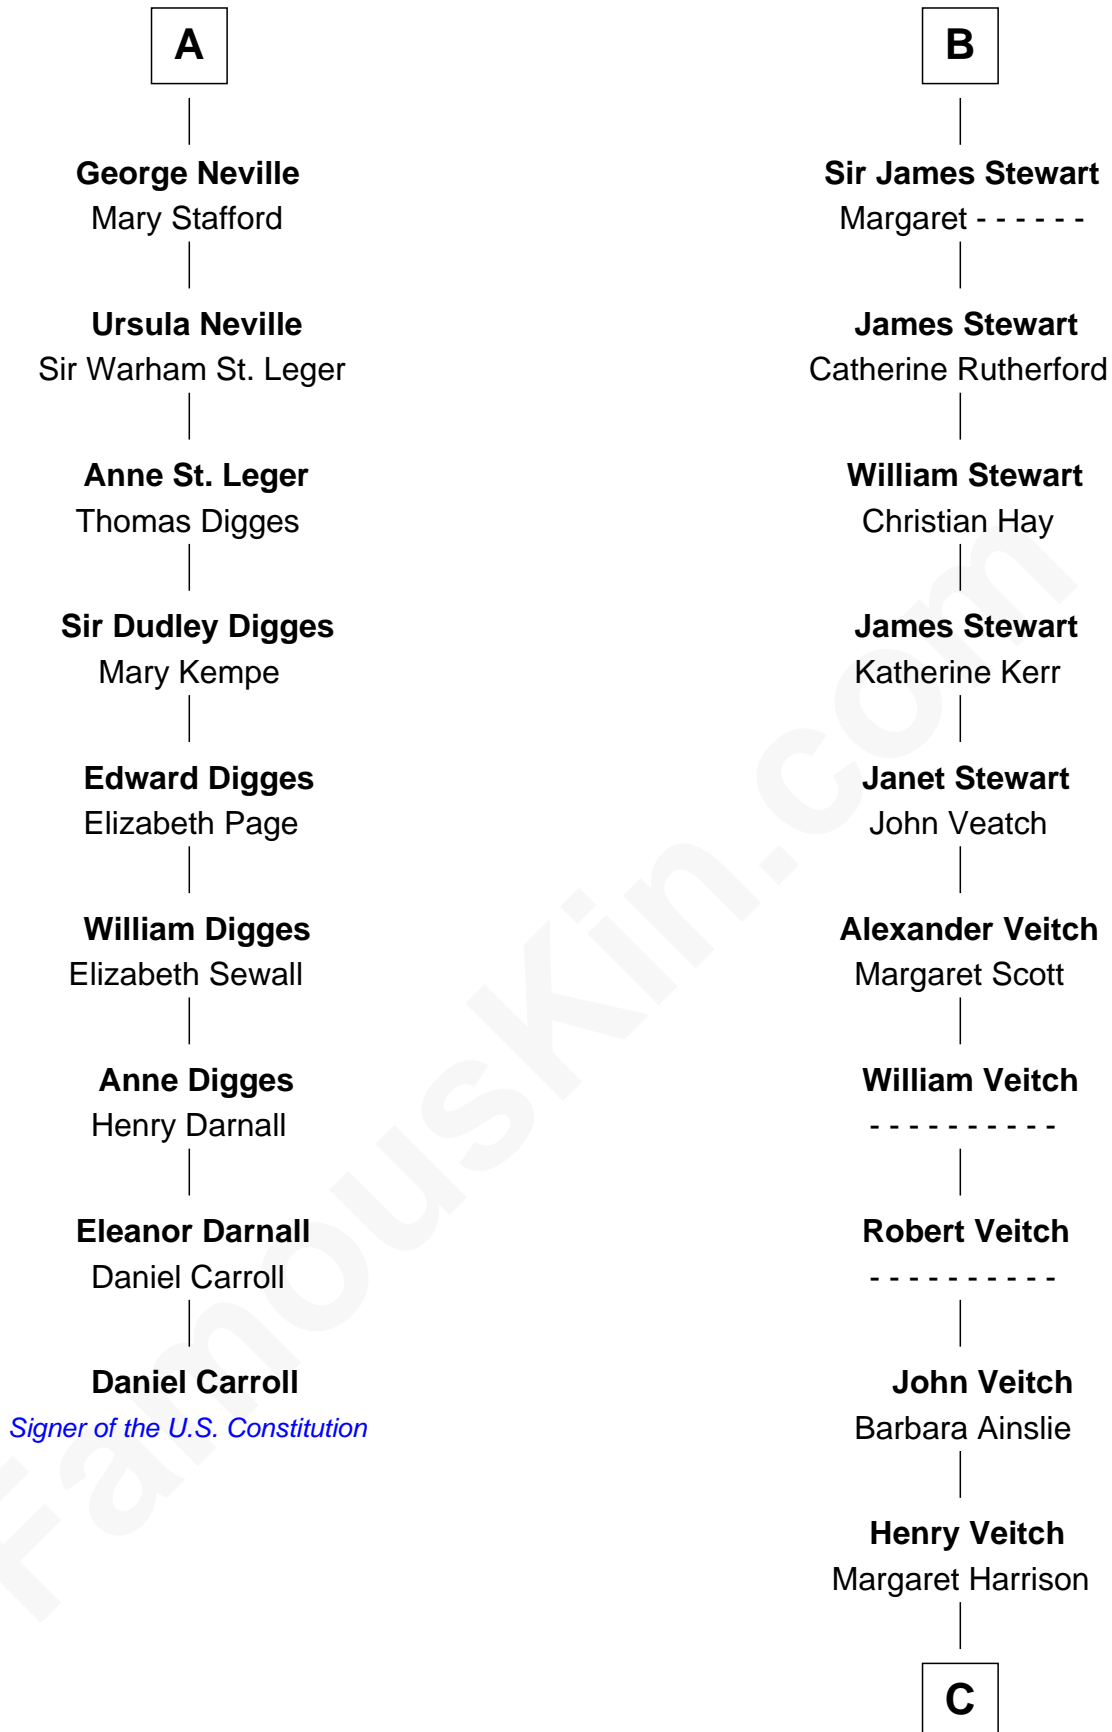 A
George Neville
Mary Stafford
Ursula Neville
Sir Warham St. Leger
Anne St. Leger
Thomas Digges
Sir Dudley Digges
Mary Kempe
Edward Digges
Elizabeth Page
William Digges
Elizabeth Sewall
Anne Digges
Henry Darnall
Eleanor Darnall
Daniel Carroll
Daniel Carroll
Signer of the U.S. Constitution
B
Sir James Stewart
Margaret - - - - - -
James Stewart
Catherine Rutherford
William Stewart
Christian Hay
James Stewart
Katherine Kerr
Janet Stewart
John Veatch
Alexander Veitch
Margaret Scott
William Veitch
- - - - - - - - - -
Robert Veitch
- - - - - - - - - -
John Veitch
Barbara Ainslie
Henry Veitch
Margaret Harrison
C
FamousKin.com